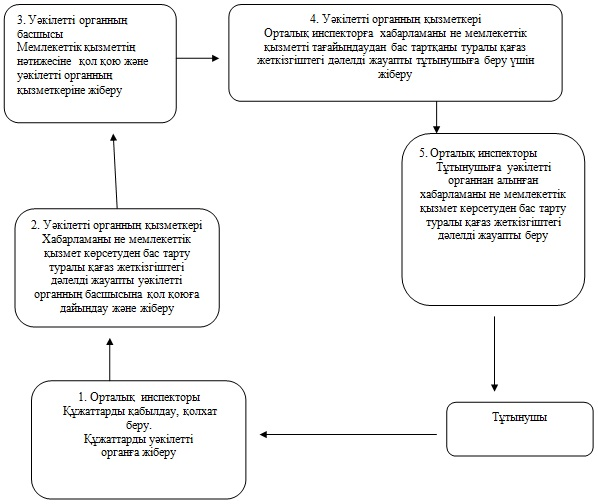 3. Уәкілетті органның
басшысы
Мемлекеттік қызметтің
нәтижесіне қол қою және
уәкілетті органның
қызметкеріне жіберу
4. Уәкілетті органның қызметкері
Орталық инспекторға хабарламаны не мемлекеттік
қызметті тағайындаудан бас тартқаны туралы қағаз
жеткізгіштегі дәлелді жауапты тұтынушыға беру үшін
жіберу
5. Орталық инспекторы
Тұтынушыға уәкілетті
органнан алынған
хабарламаны не мемлекеттік
қызмет көрсетуден бас тарту
туралы қағаз жеткізгіштегі
дәлелді жауапты беру
2. Уәкілетті органның қызметкері
Хабарламаны не мемлекеттік
қызмет көрсетуден бас тарту
туралы қағаз жеткізгіштегі
дәлелді жауапты уәкілетті
органның басшысына қол қоюға
дайындау және жіберу
1. Орталық инспекторы
Құжаттарды қабылдау, қолхат
беру.
Құжаттарды уәкілетті
органға жіберу
Тұтынушы